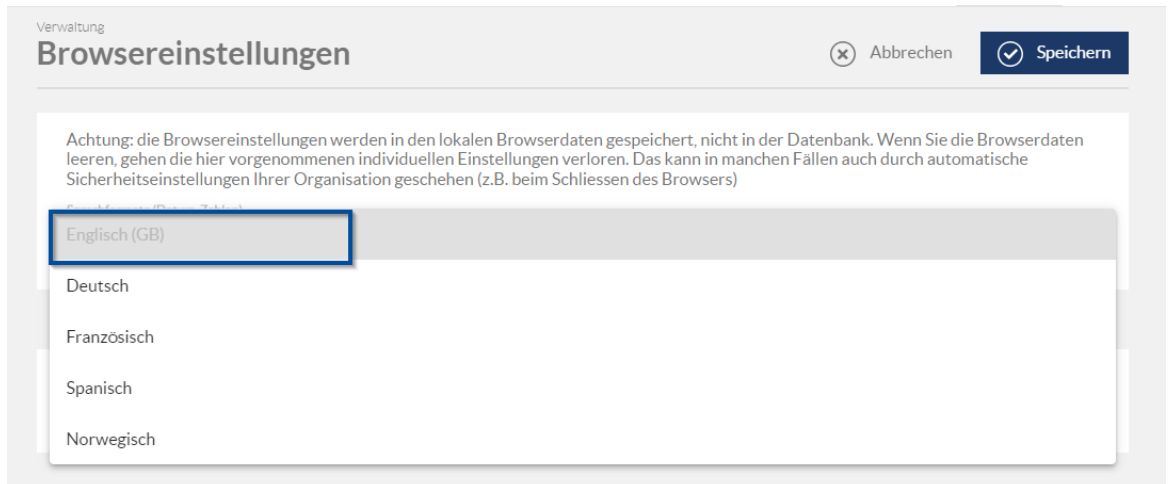 Verwaltung
Browsereinstellungen
Abbrechen
Speichern
Achtung: die Browsereinstellungen werden in den lokalen Browserdaten gespeichert, nicht in der Datenbank. Wenn Sie die Browserdaten
leeren, gehen die hier vorgenommenen individuellen Einstellungen verloren. Das kann in manchen Fällen auch durch automatische
Sicherheitseinstellungen Ihrer Organisation geschehen (z.B. beim Schliessen des Browsers)
Englisch (GB)
Deutsch
Französisch
Spanisch
Norwegisch